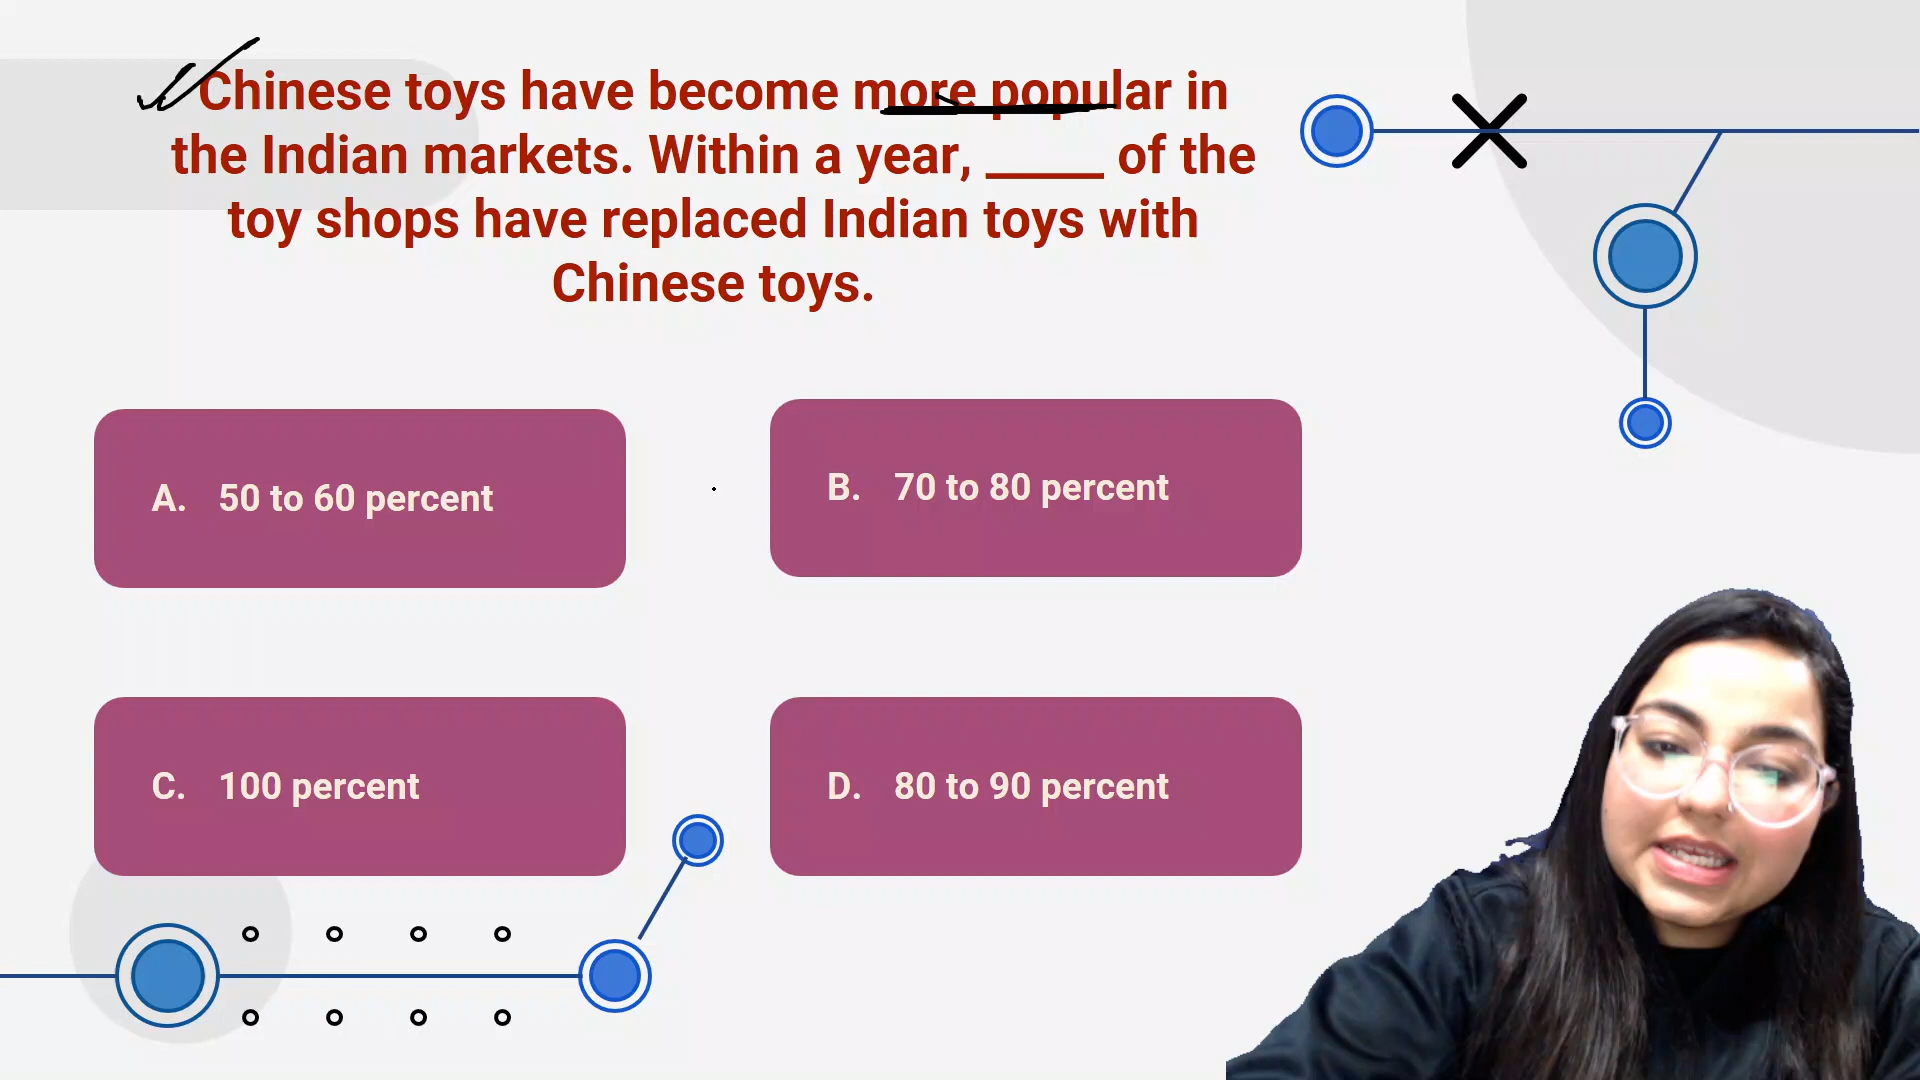 Chinese toys have become more popular in
the Indian markets. Within a year, _____ of the
toy shops have replaced Indian toys with
Chinese toys.
A. 50 to 60 percent
B. 70 to 80 percent
C. 100 percent
D. 80 to 90 percent